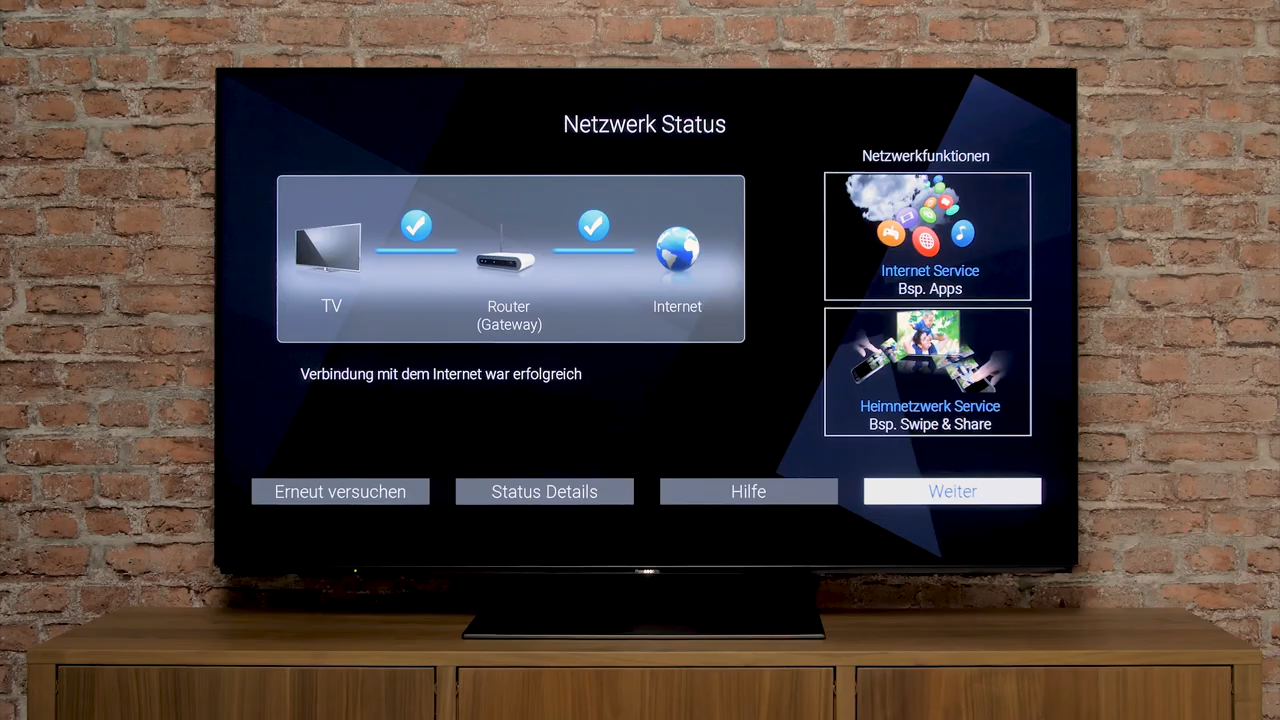 Netzwerk Status
Netzwerkfunktionen
TV
Router
(Gateway)
Internet
Internet Service
Bsp. Apps
Verbindung mit dem Internet war erfolgreich
Heimnetzwerk Service
Bsp. Swipe & Share
Erneut versuchen
Status Details
Hilfe
Weiter